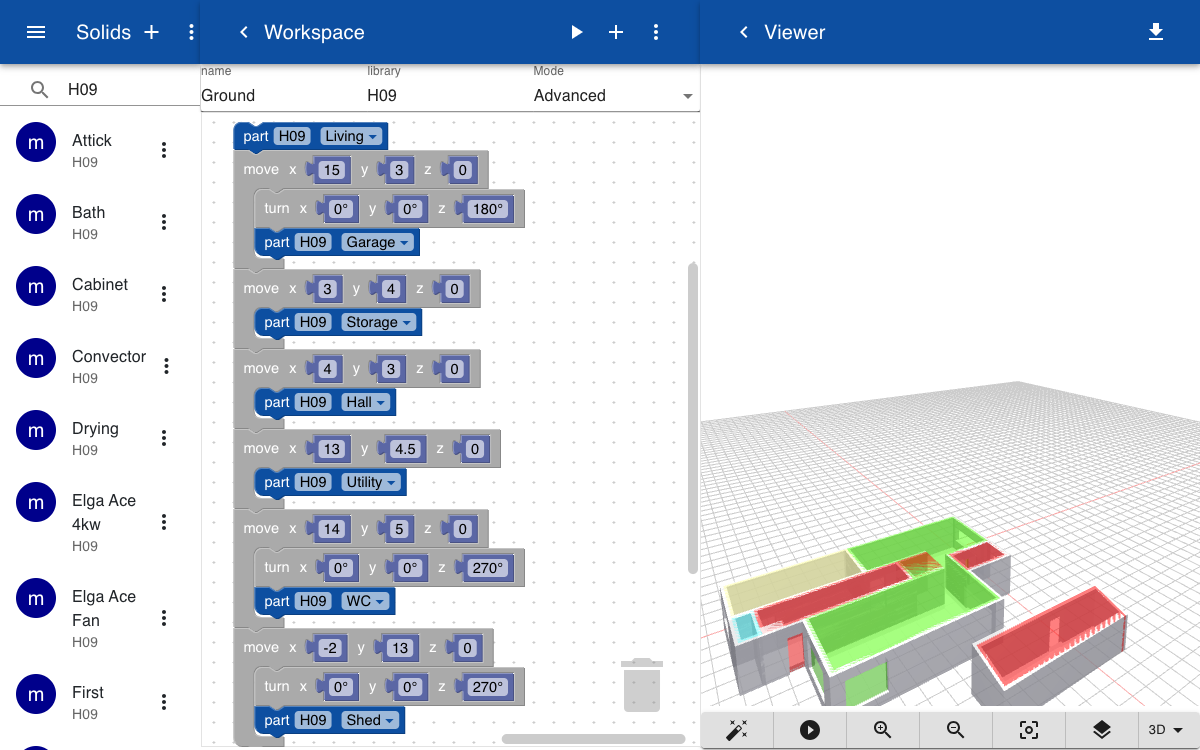 Solids
Workspace
Viewer
H09
name
library
Mode
Ground
H09
Advanced
m
Attick
H09
m
Bath
H09
m
Cabinet
H09
m
Convector
H09
m
Drying
H09
m
Elga Ace
4kw
H09
m
Elga Ace
Fan
H09
m
First
H09
part H09 Living
move x 15 y 3 z 0
turn x 0° y 0° z 180°
part H09 Garage
move x 3 y 4 z 0
part H09 Storage
move x 4 y 3 z 0
part H09 Hall
move x 13 y 4.5 z 0
part H09 Utility
move x 14 y 5 z 0
turn x 0° y 0° z 270°
part H09 WC
move x -2 y 13 z 0
turn x 0° y 0° z 270°
part H09 Shed
3D